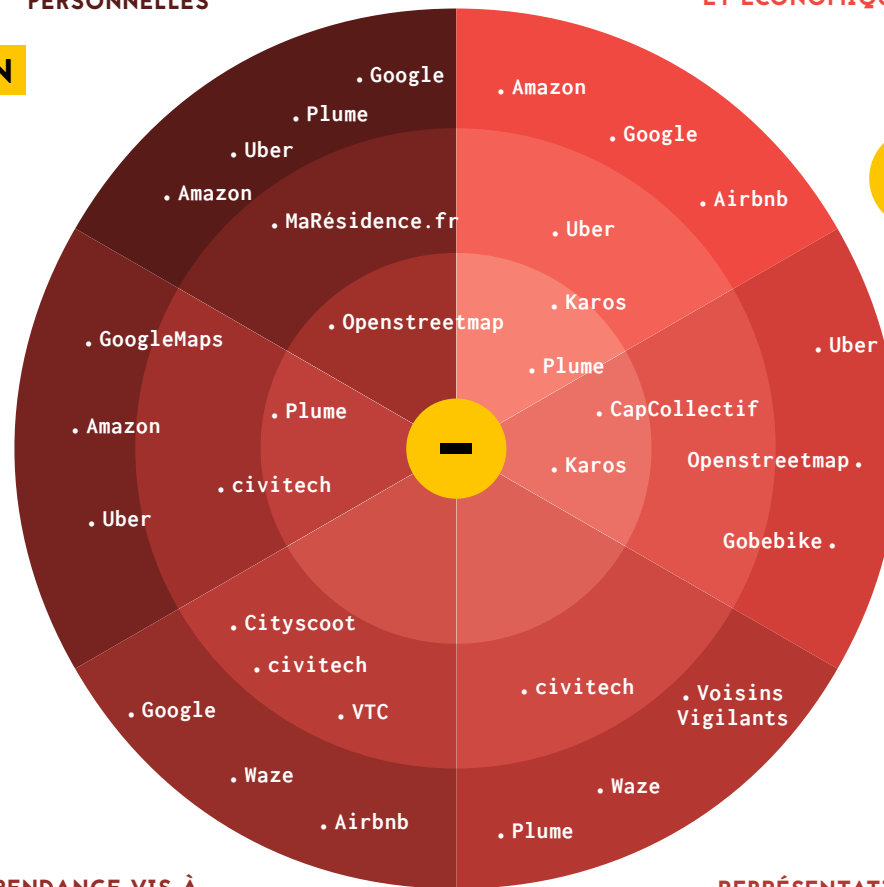 PERSONNELLES
N
. Google
. Plume
. Uber
. Amazon
. MaRésidence.fr
. Openstreetmap
. Amazon
. Google
. Airbnb
. Uber
. Karos
. Plume
. Uber
. CapCollectif
Openstreetmap .
. Karos
Gobebike .
. GoogleMaps
. Plume
. Amazon
. civitech
. Uber
-
. Cityscoot
. civitech
. Google
. VTC
. Waze
. Airbnb
. civitech
. Voisins
Vigilants
. Waze
. Plume
VIS À